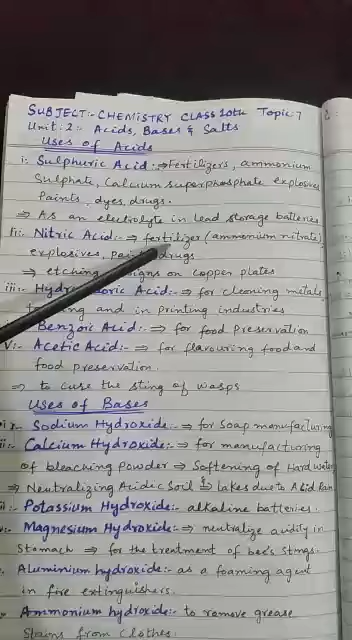 SUBJECT:- CHEMISTRY CLASS 10th Topic 7
Unit:2:- Acids, Bases & Salts
Uses of Acids
i:- Sulphuric Acid:- ⇒ Fertilizers, ammonium
Sulphate, Calcium superphosphate explosives
Paints, dyes, drugs.
⇒ As an electrolyte in lead storage batteries
ii:- Nitric Acid:- ⇒ fertilizer (ammonium nitrate)
explosives, drugs
⇒ etching on copper plates
iii:- for cleaning metals
and in printing industries
Benzoic Acid:- ⇒ for food preservation
v:- Acetic Acid:- ⇒ for flavouring food and
food preservation.
⇒ to cure the sting of wasps
Uses of Bases
i:- Sodium Hydroxide:- ⇒ for soap manufacturing
ii:- Calcium Hydroxide:- ⇒ for manufacturing
of bleaching powder ⇒ Softening of Hard water
⇒ Neutralizing Acidic Soil & lakes due to Acid Rain
Potassium Hydroxide:- alkaline batteries.
Magnesium Hydroxide:- ⇒ neutralize acidity in
Stomach ⇒ for the treatment of bee's stings.
Aluminium hydroxide:- as a foaming agent
in fire extinguishers.
Ammonium hydroxide:- to remove grease
Stains from clothes.